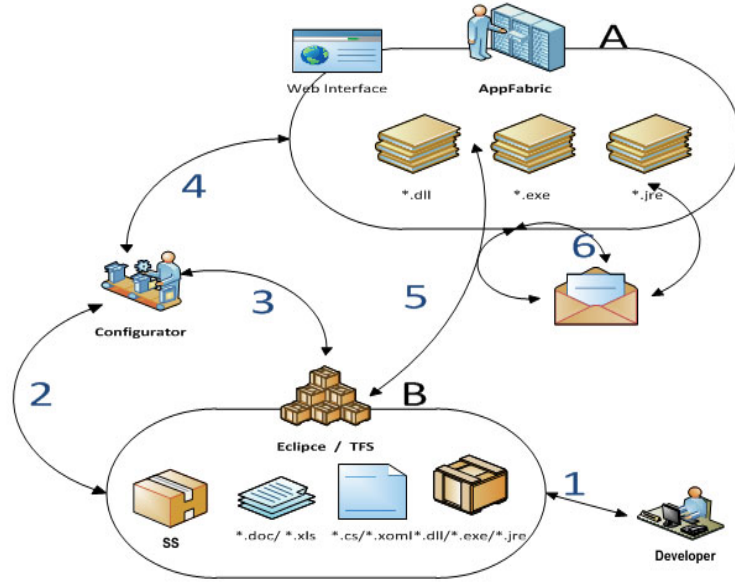 A
Web Interface
AppFabric
*.dll
*.exe
*.jre
4
6
5
3
Configurator
2
B
Eclipce / TFS
1
SS
*.doc/ *.xls
*.cs/*.xoml*.dll/*.exe/*.jre
Developer